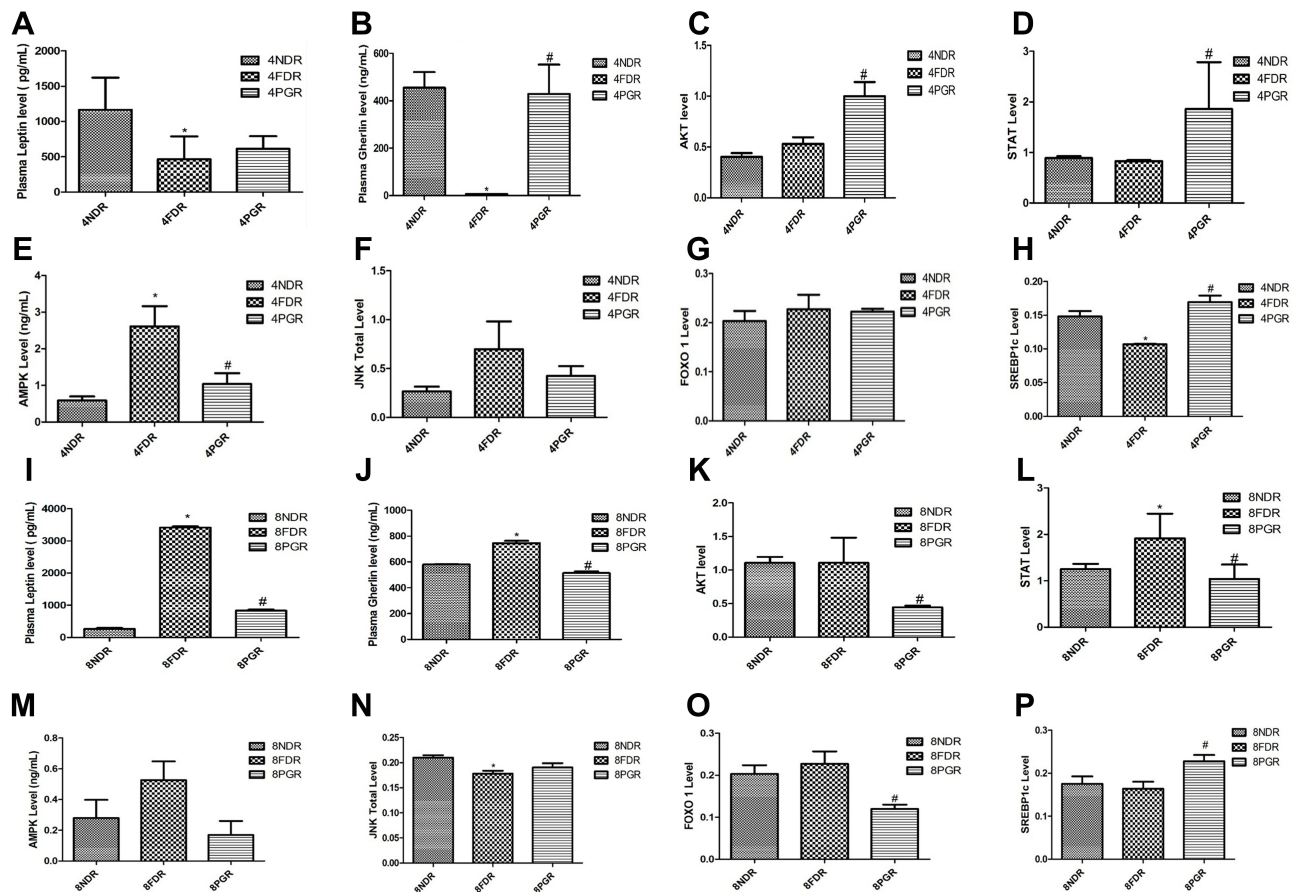 A
Plasma Leptin level ( pg/mL)
2000
1500
1000
500
0
*
4NDR
4FDR
4PGR
4NDR
4FDR
4PGR
B
Plasma Gherlin level (ng/mL)
600
400
200
0
*
#
4NDR
4FDR
4PGR
4NDR
4FDR
4PGR
C
AKT level
1.5
1.0
0.5
0.0
#
4NDR
4FDR
4PGR
4NDR
4FDR
4PGR
D
STAT Level
3
2
1
0
#
4NDR
4FDR
4PGR
4NDR
4FDR
4PGR
E
AMPK Level (ng/mL)
4
3
2
1
0
*
#
4NDR
4FDR
4PGR
4NDR
4FDR
4PGR
F
JNK Total Level
1.5
1.0
0.5
0.0
4NDR
4FDR
4PGR
4NDR
4FDR
4PGR
G
FOXO 1 Level
0.3
0.2
0.1
0.0
4NDR
4FDR
4PGR
4NDR
4FDR
4PGR
H
SREBP1c Level
0.20
0.15
0.10
0.05
0.00
*
#
4NDR
4FDR
4PGR
4NDR
4FDR
4PGR
I
Plasma Leptin level ( pg/mL)
4000
3000
2000
1000
0
*
#
8NDR
8FDR
8PGR
8NDR
8FDR
8PGR
J
Plasma Gherlin level (ng/mL)
1000
800
600
400
200
0
*
#
8NDR
8FDR
8PGR
8NDR
8FDR
8PGR
K
AKT level
2.0
1.5
1.0
0.5
0.0
#
8NDR
8FDR
8PGR
8NDR
8FDR
8PGR
L
STAT Level
3
2
1
0
*
#
8NDR
8FDR
8PGR
8NDR
8FDR
8PGR
M
AMPK Level (ng/mL)
0.8
0.6
0.4
0.2
0.0
8NDR
8FDR
8PGR
8NDR
8FDR
8PGR
N
JNK Total Level
0.25
0.20
0.15
0.10
0.05
0.00
*
8NDR
8FDR
8PGR
8NDR
8FDR
8PGR
O
FOXO 1 Level
0.3
0.2
0.1
0.0
#
8NDR
8FDR
8PGR
8NDR
8FDR
8PGR
P
SREBP1c Level
0.3
0.2
0.1
0.0
#
8NDR
8FDR
8PGR
8NDR
8FDR
8PGR